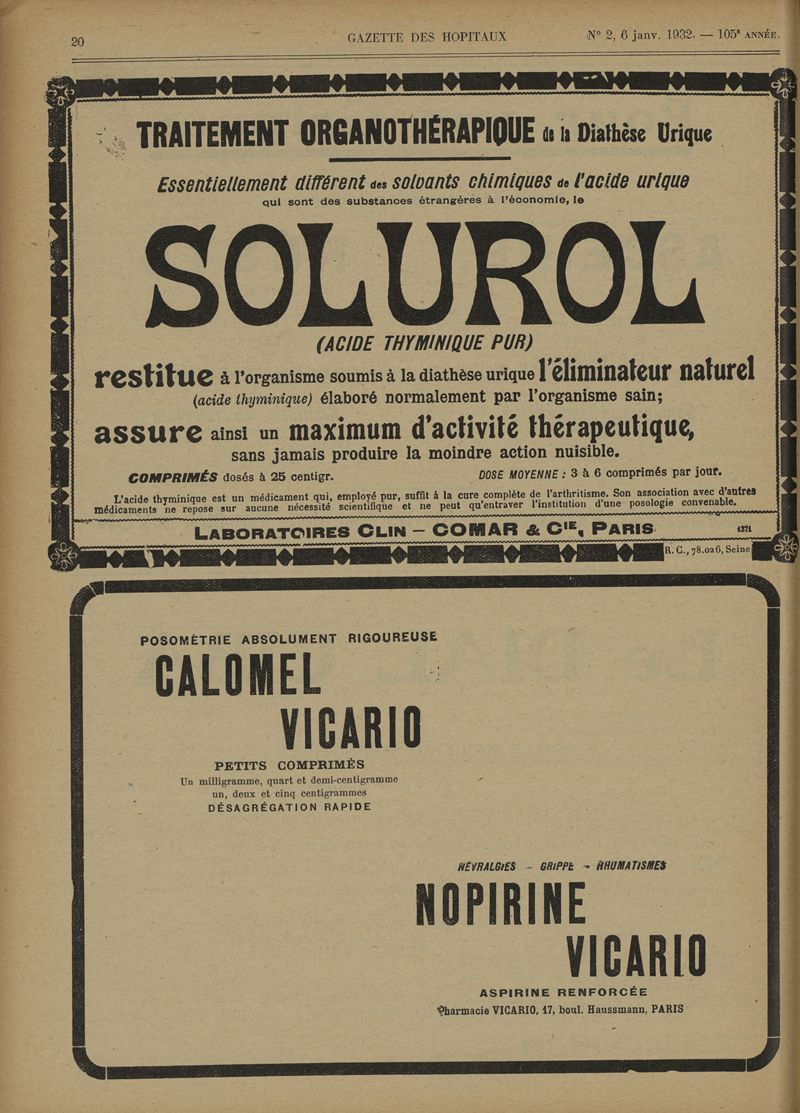 20
GAZETTE DES HOPITAUX
N° 2, 6 janv. 1932. — 105e ANNÉE.
TRAITEMENT ORGANOTHÉRAPIQUE de la Diathèse Urique
Essentiellement différent des solvants chimiques de l'acide urique
qui sont des substances étrangères à l'économie, le
SOLUROL
(ACIDE THYMINIQUE PUR)
restitue à l'organisme soumis à la diathèse urique l'éliminateur naturel
(acide thyminique) élaboré normalement par l'organisme sain;
assure ainsi un maximum d'activité thérapeutique,
sans jamais produire la moindre action nuisible.
COMPRIMÉS dosés à 25 centigr. DOSE MOYENNE : 3 à 6 comprimés par jour.
L'acide thyminique est un médicament qui, employé pur, suffit à la cure complète de l'arthritisme. Son association avec d'autres
médicaments ne repose sur aucune nécessité scientifique et ne peut qu'entraver l'institution d'une posologie convenable.
LABORATOIRES CLIN — COMAR & CIE, PARIS 1371
R. C., 78.026, Seine
POSOMÉTRIE ABSOLUMENT RIGOUREUSE
CALOMEL
VICARIO
PETITS COMPRIMÉS
Un milligramme, quart et demi-centigramme
un, deux et cinq centigrammes
DÉSAGRÉGATION RAPIDE
NÉVRALGIES - GRIPPE - RHUMATISMES
NOPIRINE
VICARIO
ASPIRINE RENFORCÉE
Pharmacie VICARIO, 17, boul. Haussmann, PARIS